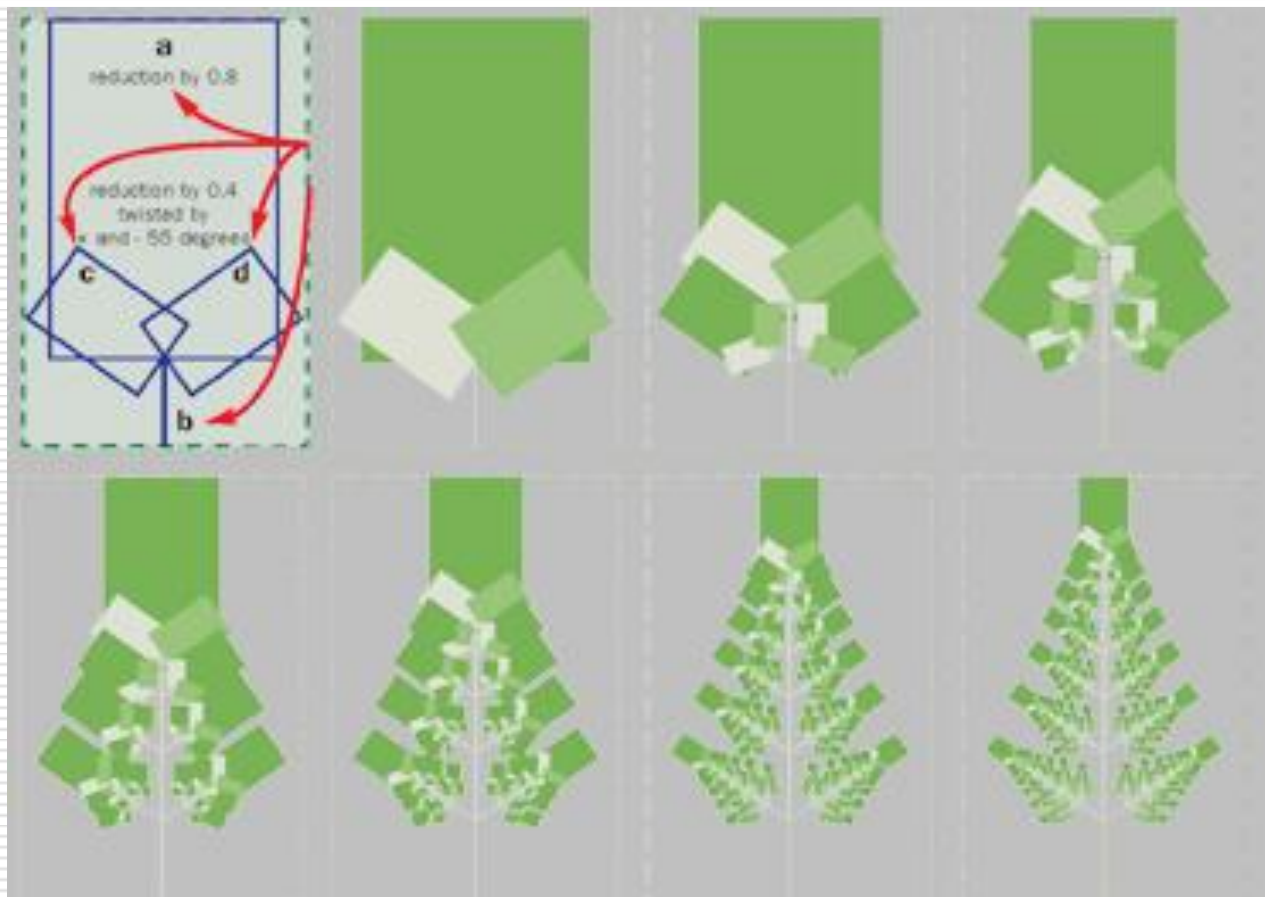 a
reduction by 0.8
reduction by 0.4
twisted by
+ and - 55 degrees
c
d
b